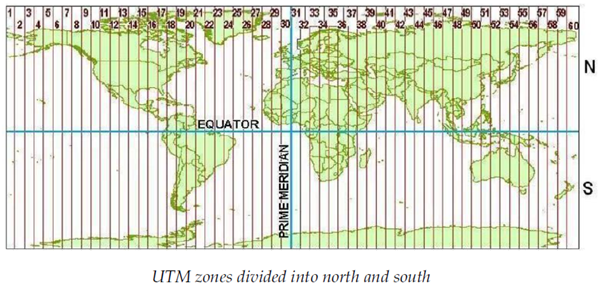 1 3 5 7 9 11 13 15 17 19 21 23 25 27 29 31 33 35 37 39 41 43 45 47 49 51 53 55 57 59
2 4 6 8 10 12 14 16 18 20 22 24 26 28 30 32 34 36 38 40 42 44 46 48 50 52 54 56 58 60
N
EQUATOR
S
PRIME MERIDIAN
UTM zones divided into north and south